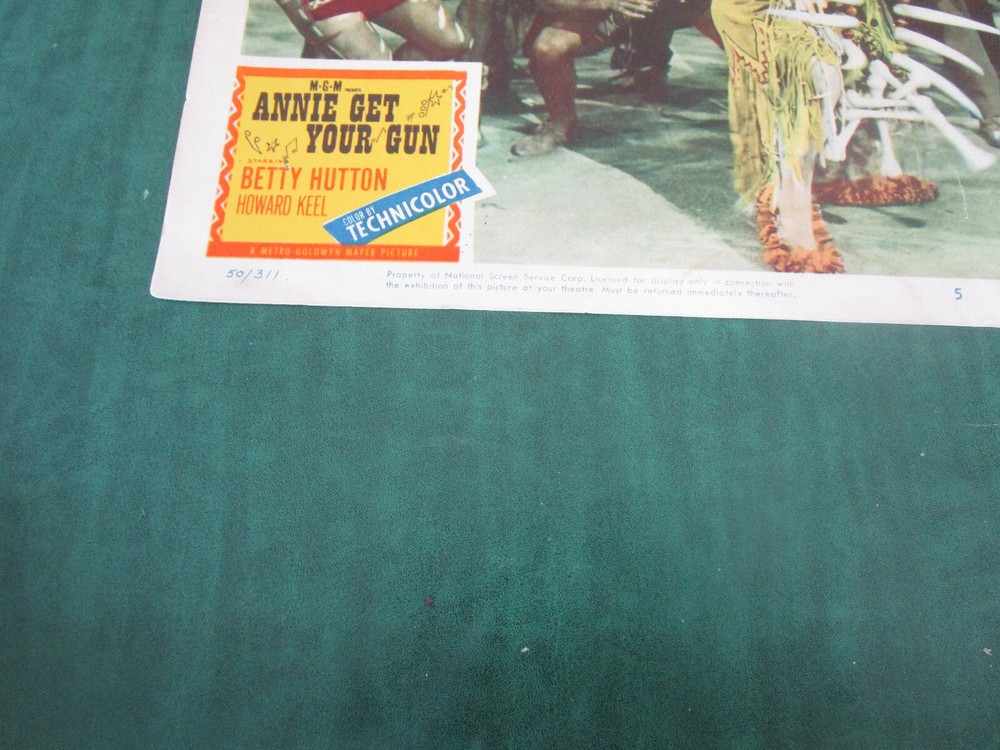 M-G-M PRESENTS
ANNIE GET
YOUR GUN
STARRING
BETTY HUTTON
HOWARD KEEL
COLOR BY
TECHNICOLOR
A METRO-GOLDWYN-MAYER PICTURE
50/311.
Property of National Screen Service Corp. Licensed for display only in connection with
the exhibition of this picture at your theatre. Must be returned immediately thereafter.
5